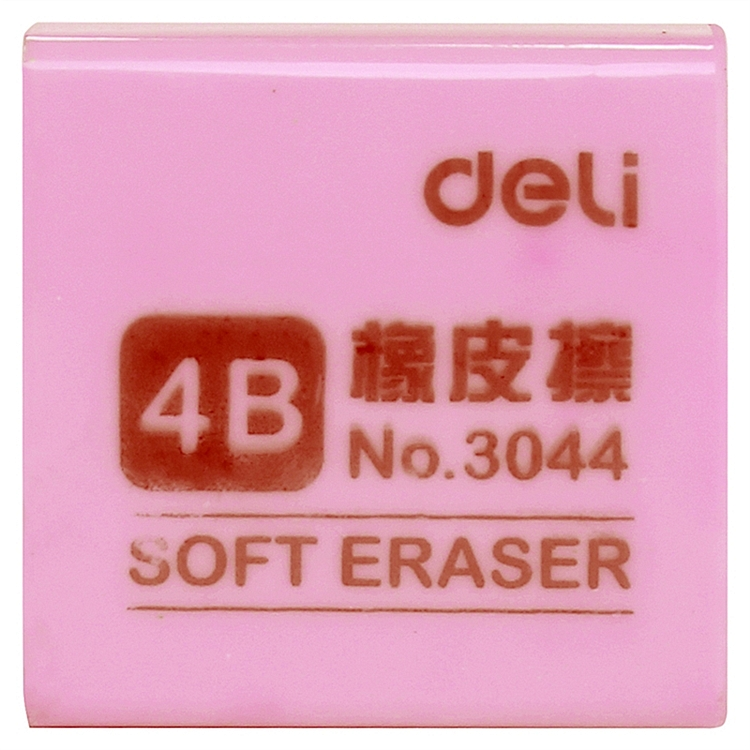 deli
4B 橡皮擦
No.3044
SOFT ERASER